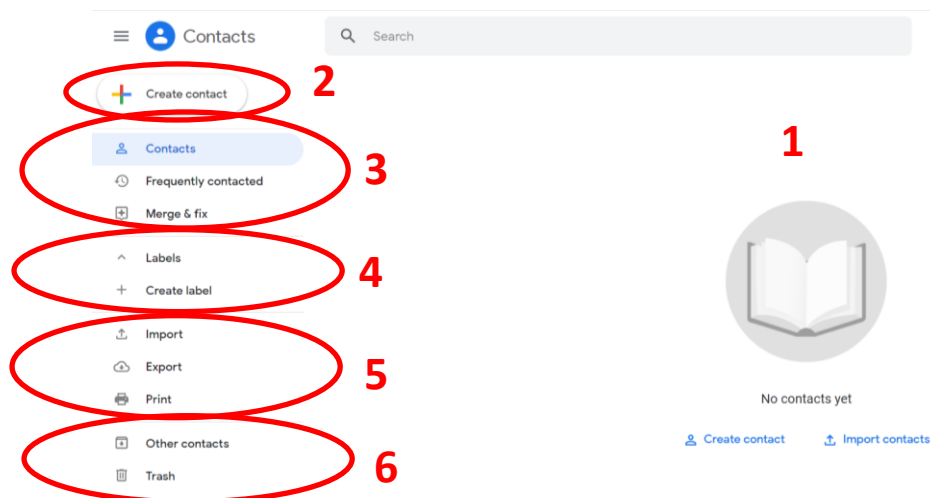 Contacts
Search
Create contact
2
1
Contacts
Frequently contacted
Merge & fix
3
Labels
Create label
4
Import
Export
Print
5
No contacts yet
Create contact Import contacts
Other contacts
Trash
6